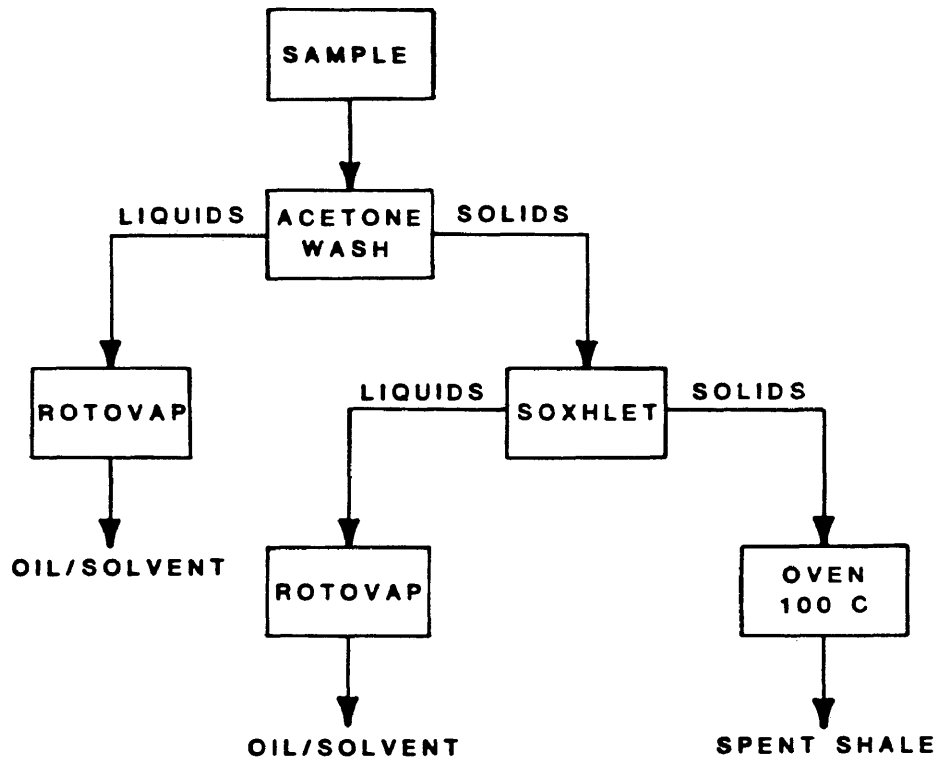 SAMPLE
LIQUIDS
ACETONE
WASH
SOLIDS
ROTOVAP
LIQUIDS
SOXHLET
SOLIDS
OIL/SOLVENT
ROTOVAP
OVEN
100 C
OIL/SOLVENT
SPENT SHALE